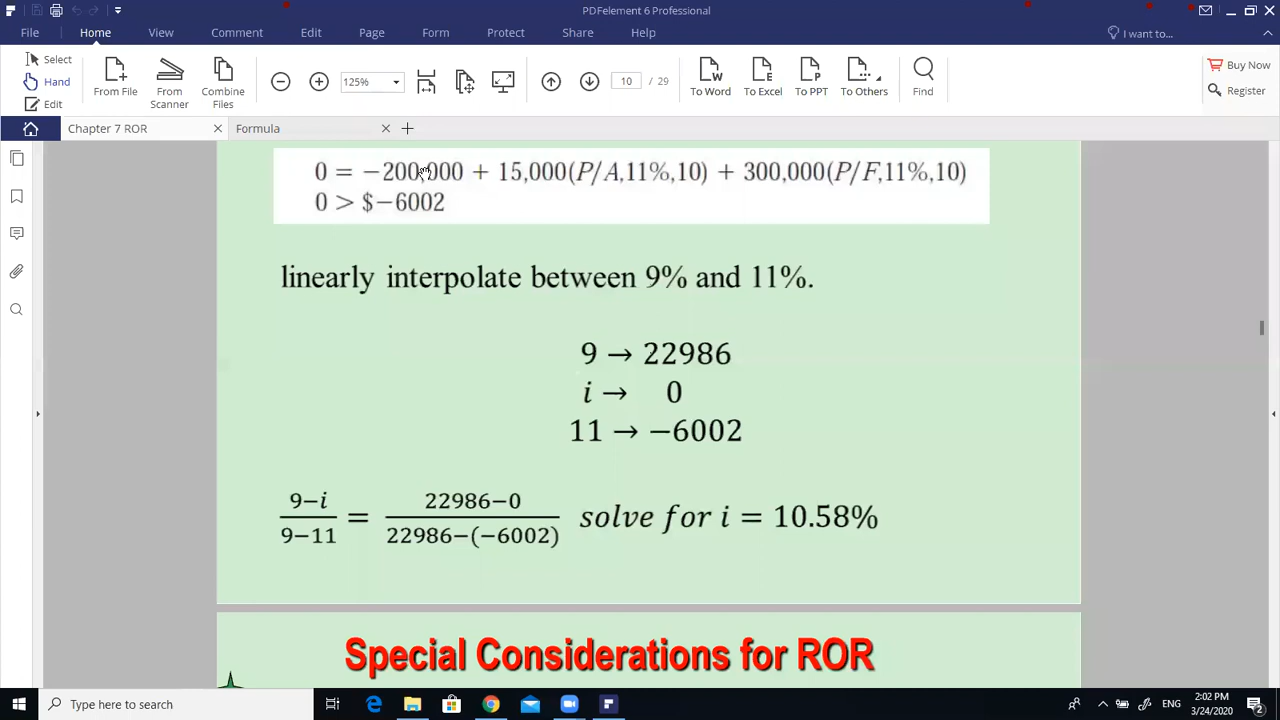 PDFelement 6 Professional
File Home View Comment Edit Page Form Protect Share Help I want to...
Select
Hand
Edit
From File
From Scanner
Combine Files
125%
10 / 29
To Word
To Excel
To PPT
To Others
Find
Buy Now
Register
Chapter 7 ROR
Formula
0 = −200,000 + 15,000(P/A,11%,10) + 300,000(P/F,11%,10)
0 > $−6002
linearly interpolate between 9% and 11%.
9 → 22986
i → 0
11 → −6002
9−i / 9−11 = 22986−0 / 22986−(−6002) solve for i = 10.58%
Special Considerations for ROR
Type here to search
ENG
2:02 PM
3/24/2020
2